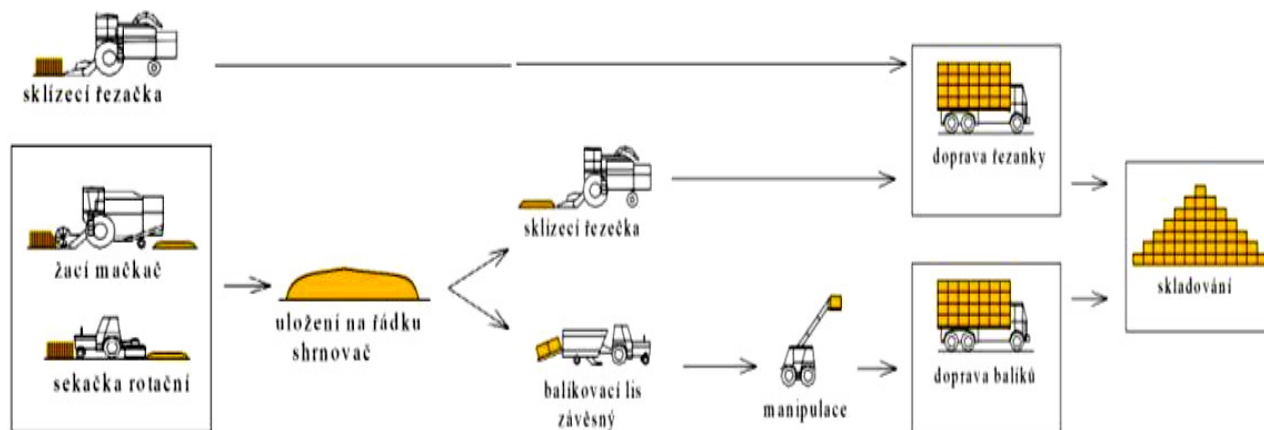 sklízecí řezačka
doprava řezanky
žací mačkač
sklízecí řezečka
uložení na řádku
shrnovač
skladování
sekačka rotační
balíkovací lis
závěsný
manipulace
doprava balíků